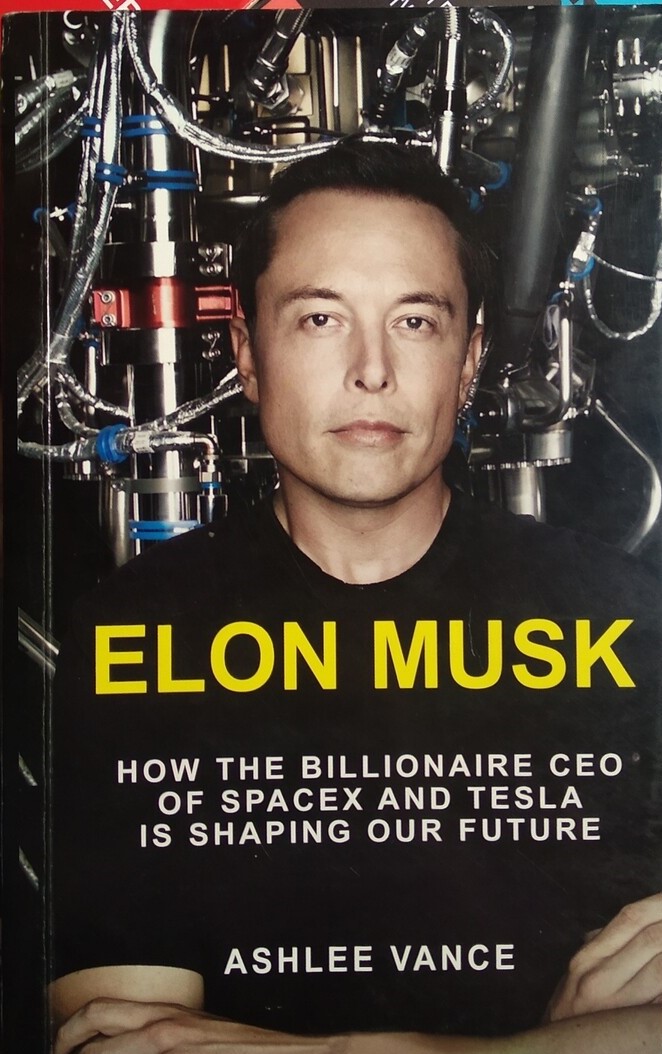 ELON MUSK
HOW THE BILLIONAIRE CEO
OF SPACEX AND TESLA
IS SHAPING OUR FUTURE
ASHLEE VANCE